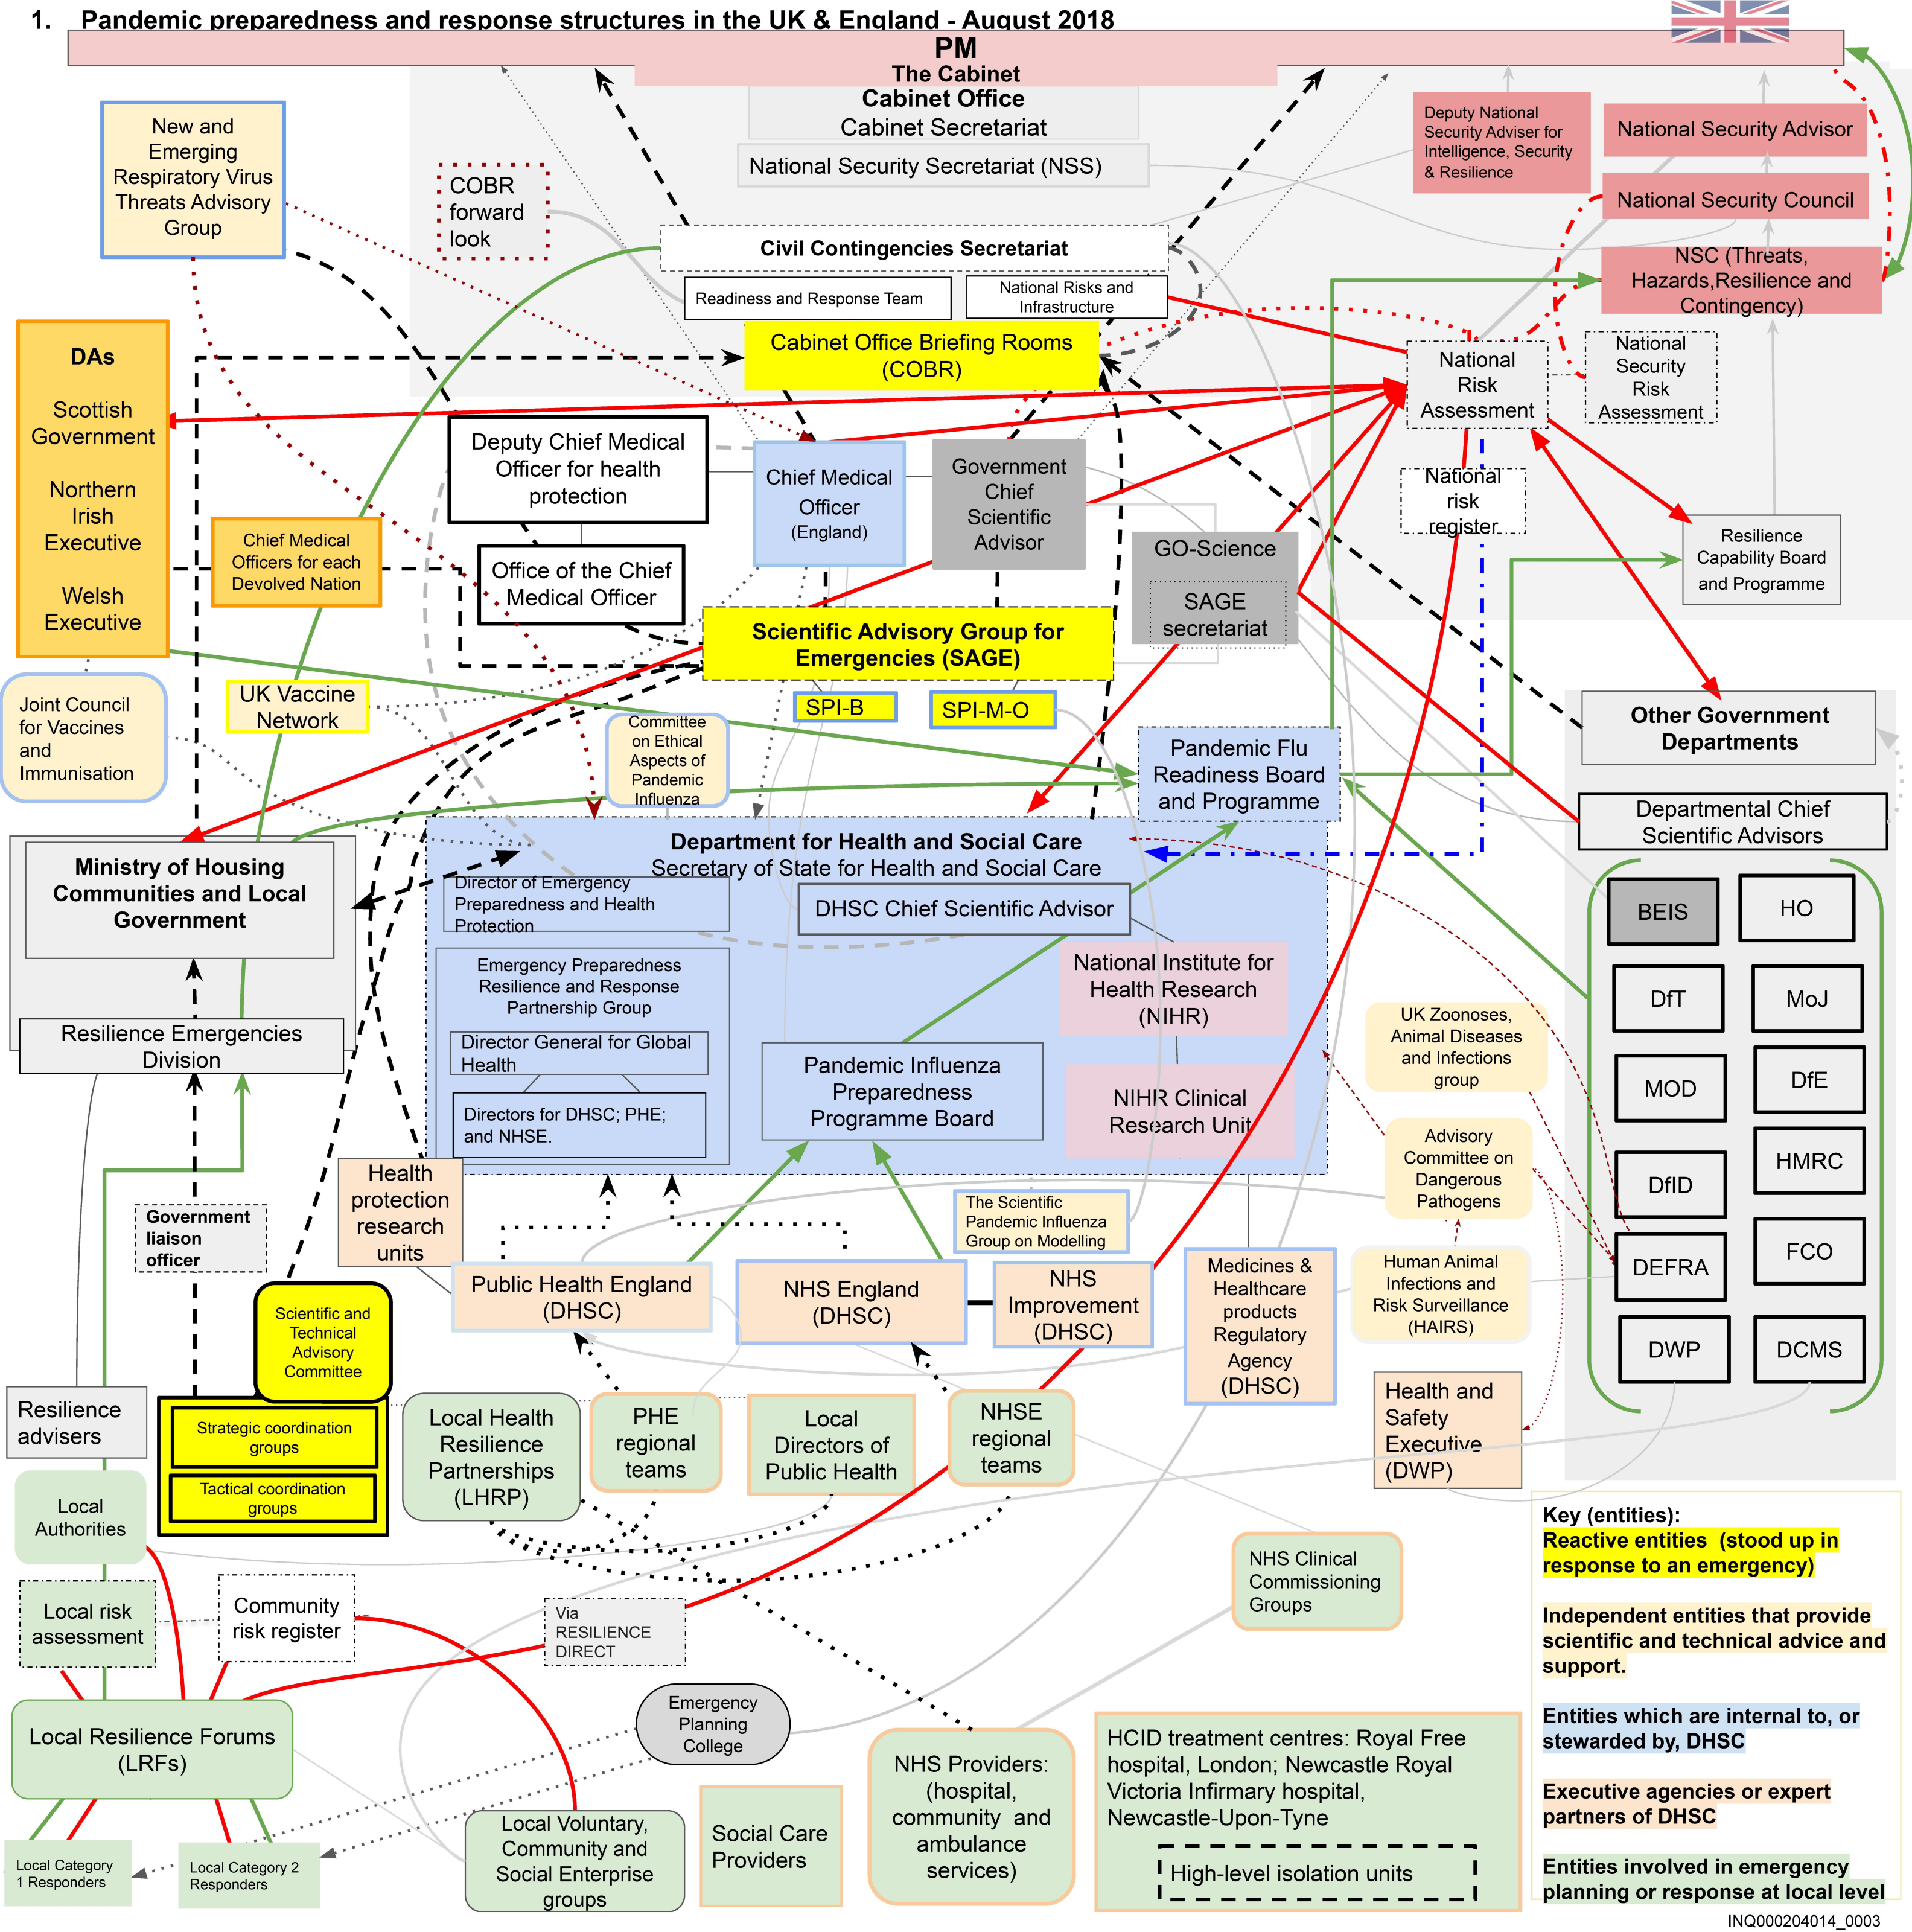 1. Pandemic preparedness and response structures in the UK & England - August 2018
PM
The Cabinet
Cabinet Office
Cabinet Secretariat
National Security Secretariat (NSS)
Deputy National
Security Adviser for
Intelligence, Security
& Resilience
National Security Advisor
National Security Council
NSC (Threats,
Hazards,Resilience and
Contingency)
New and
Emerging
Respiratory Virus
Threats Advisory
Group
COBR
forward
look
Civil Contingencies Secretariat
Readiness and Response Team
National Risks and
Infrastructure
Cabinet Office Briefing Rooms
(COBR)
National
Risk
Assessment
National
Security
Risk
Assessment
National
risk
register
Resilience
Capability Board
and Programme
DAs
Scottish
Government
Northern
Irish
Executive
Welsh
Executive
Chief Medical
Officers for each
Devolved Nation
Deputy Chief Medical
Officer for health
protection
Office of the Chief
Medical Officer
Chief Medical
Officer
(England)
Government
Chief
Scientific
Advisor
GO-Science
SAGE
secretariat
Scientific Advisory Group for
Emergencies (SAGE)
SPI-B
SPI-M-O
Joint Council
for Vaccines
and
Immunisation
UK Vaccine
Network
Committee
on Ethical
Aspects of
Pandemic
Influenza
Pandemic Flu
Readiness Board
and Programme
Other Government
Departments
Departmental Chief
Scientific Advisors
BEIS
HO
DfT
MoJ
MOD
DfE
DfID
HMRC
DEFRA
FCO
DWP
DCMS
Ministry of Housing
Communities and Local
Government
Resilience Emergencies
Division
Department for Health and Social Care
Secretary of State for Health and Social Care
Director of Emergency
Preparedness and Health
Protection
DHSC Chief Scientific Advisor
Emergency Preparedness
Resilience and Response
Partnership Group
Director General for Global
Health
Directors for DHSC; PHE;
and NHSE.
Pandemic Influenza
Preparedness
Programme Board
National Institute for
Health Research
(NIHR)
NIHR Clinical
Research Unit
UK Zoonoses,
Animal Diseases
and Infections
group
Advisory
Committee on
Dangerous
Pathogens
Human Animal
Infections and
Risk Surveillance
(HAIRS)
Health
protection
research
units
Government
liaison
officer
The Scientific
Pandemic Influenza
Group on Modelling
Public Health England
(DHSC)
NHS England
(DHSC)
NHS
Improvement
(DHSC)
Medicines &
Healthcare
products
Regulatory
Agency
(DHSC)
Health and
Safety
Executive
(DWP)
Scientific and
Technical
Advisory
Committee
Strategic coordination
groups
Tactical coordination
groups
Resilience
advisers
Local Health
Resilience
Partnerships
(LHRP)
PHE
regional
teams
Local
Directors of
Public Health
NHSE
regional
teams
Local
Authorities
Local risk
assessment
Community
risk register
Via
RESILIENCE
DIRECT
NHS Clinical
Commissioning
Groups
Local Resilience Forums
(LRFs)
Emergency
Planning
College
Local Category
1 Responders
Local Category 2
Responders
Local Voluntary,
Community and
Social Enterprise
groups
Social Care
Providers
NHS Providers:
(hospital,
community and
ambulance
services)
HCID treatment centres: Royal Free
hospital, London; Newcastle Royal
Victoria Infirmary hospital,
Newcastle-Upon-Tyne
High-level isolation units
Key (entities):
Reactive entities (stood up in
response to an emergency)
Independent entities that provide
scientific and technical advice and
support.
Entities which are internal to, or
stewarded by, DHSC
Executive agencies or expert
partners of DHSC
Entities involved in emergency
planning or response at local level
INQ000204014_0003